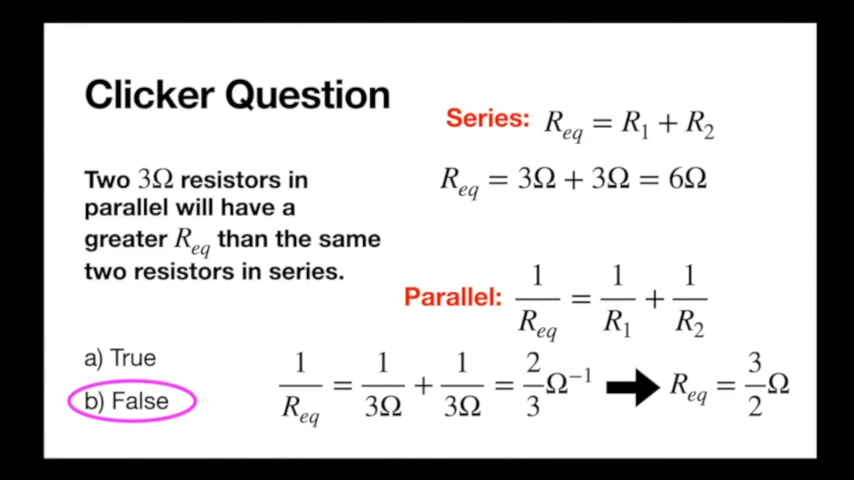 Clicker Question
Two 3Ω resistors in
parallel will have a
greater R_eq than the same
two resistors in series.
a) True
b) False
Series: R_eq = R_1 + R_2
R_eq = 3Ω + 3Ω = 6Ω
Parallel: 1/R_eq = 1/R_1 + 1/R_2
1/R_eq = 1/3Ω + 1/3Ω = 2/3 Ω^-1 ➡ R_eq = 3/2 Ω